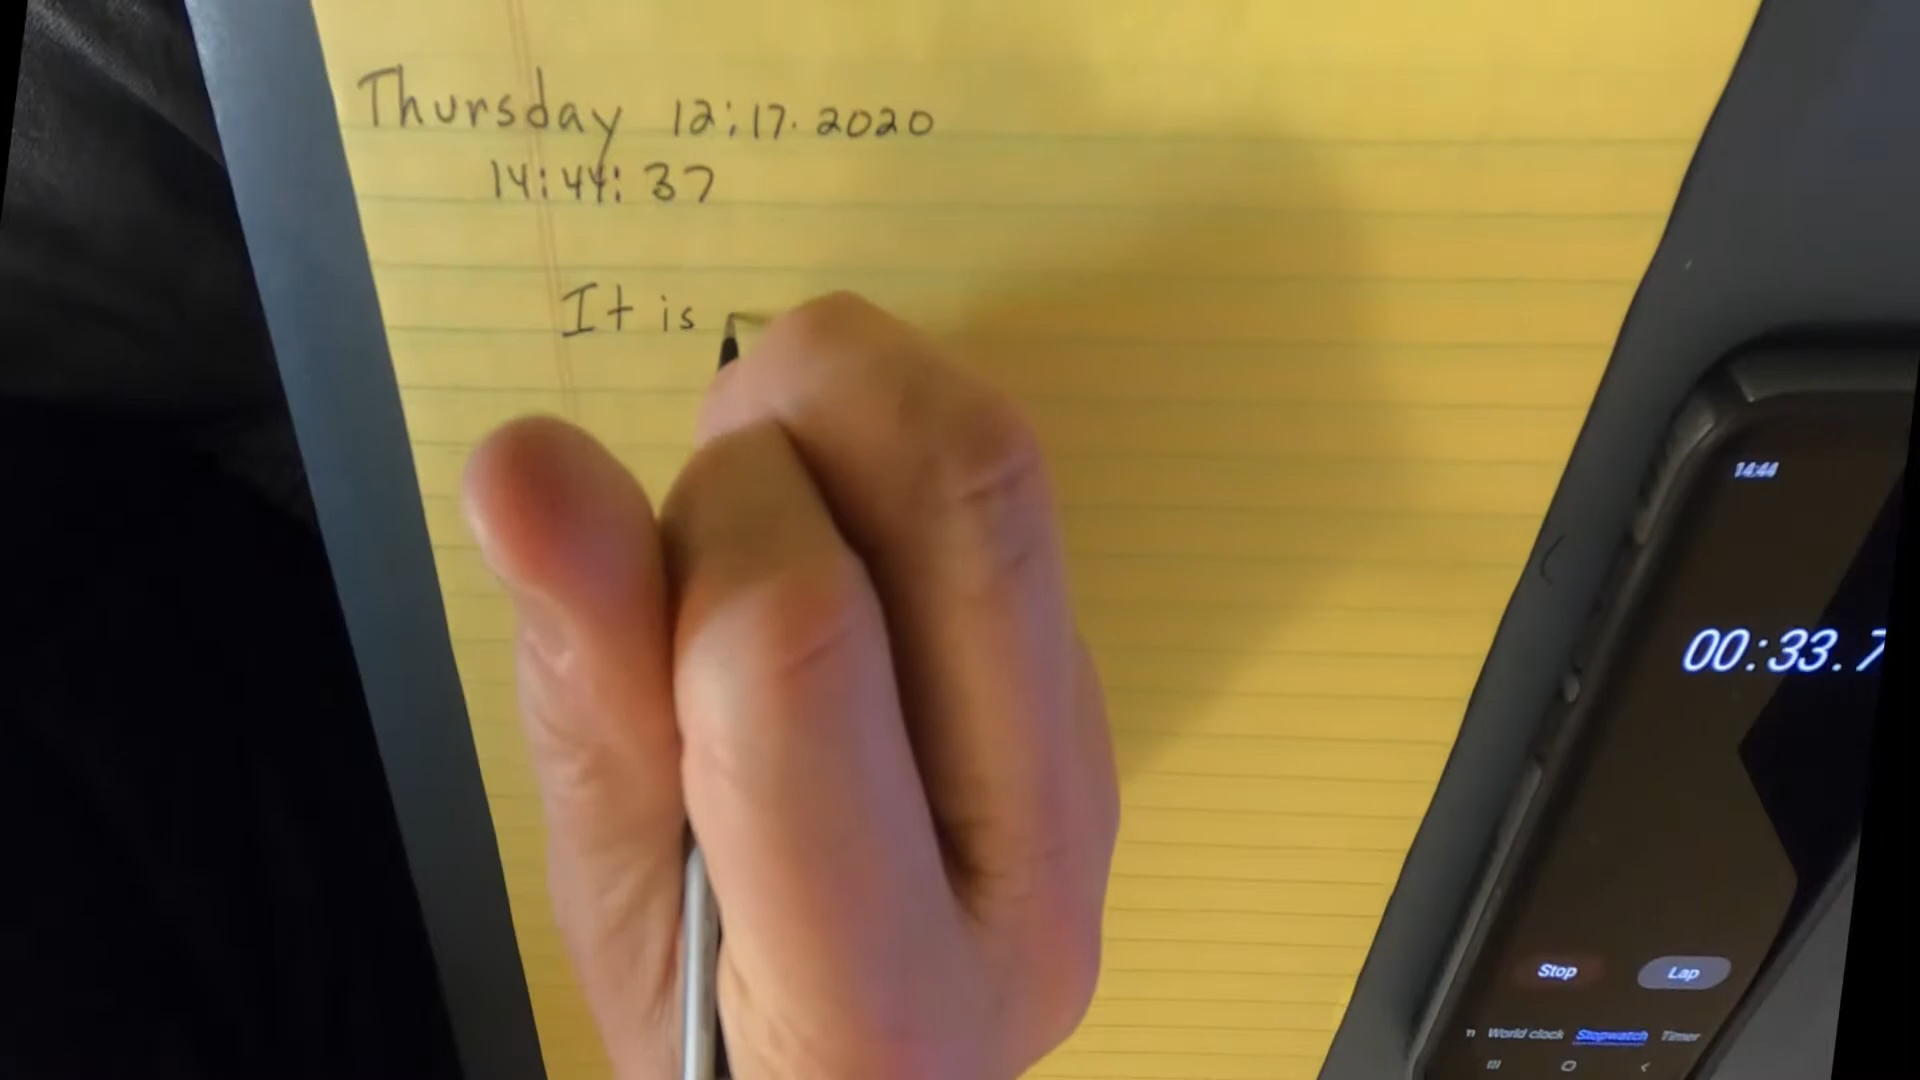 Thursday 12:17.2020
14:44:37
It is
14:44
00:33.7
Stop Lap
World clock Stopwatch Timer